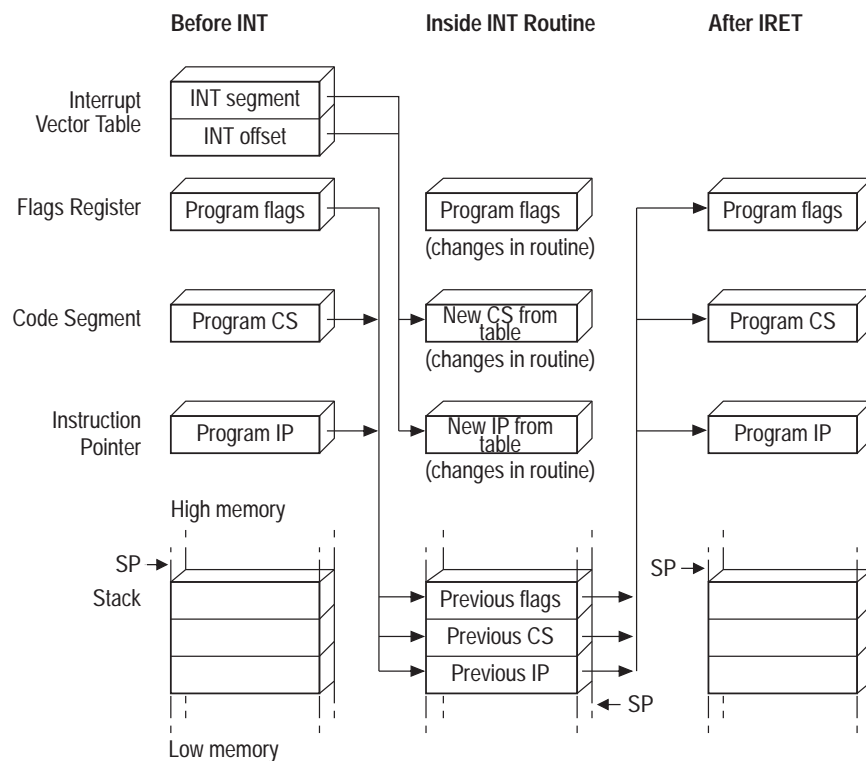 Before INT
Inside INT Routine
After IRET
Interrupt
Vector Table
INT segment
INT offset
Flags Register
Program flags
Program flags
(changes in routine)
Program flags
Code Segment
Program CS
New CS from
table
(changes in routine)
Program CS
Instruction
Pointer
Program IP
New IP from
table
(changes in routine)
Program IP
High memory
SP
SP
Stack
Previous flags
Previous CS
Previous IP
SP
Low memory